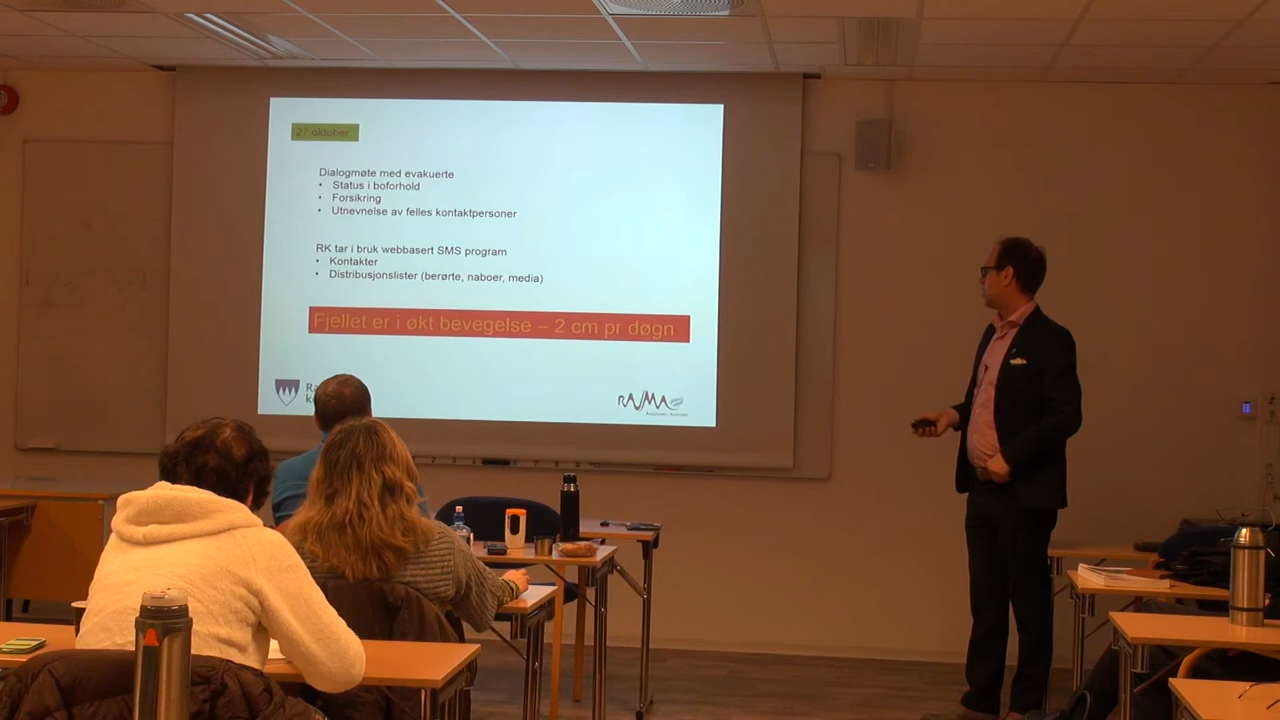 27 oktober
Dialogmøte med evakuerte
• Status i boforhold
• Forsikring
• Utnevnelse av felles kontaktpersoner
RK tar i bruk webbasert SMS program
• Kontakter
• Distribusjonslister (berørte, naboer, media)
Fjellet er i økt bevegelse – 2 cm pr døgn
RAUMA